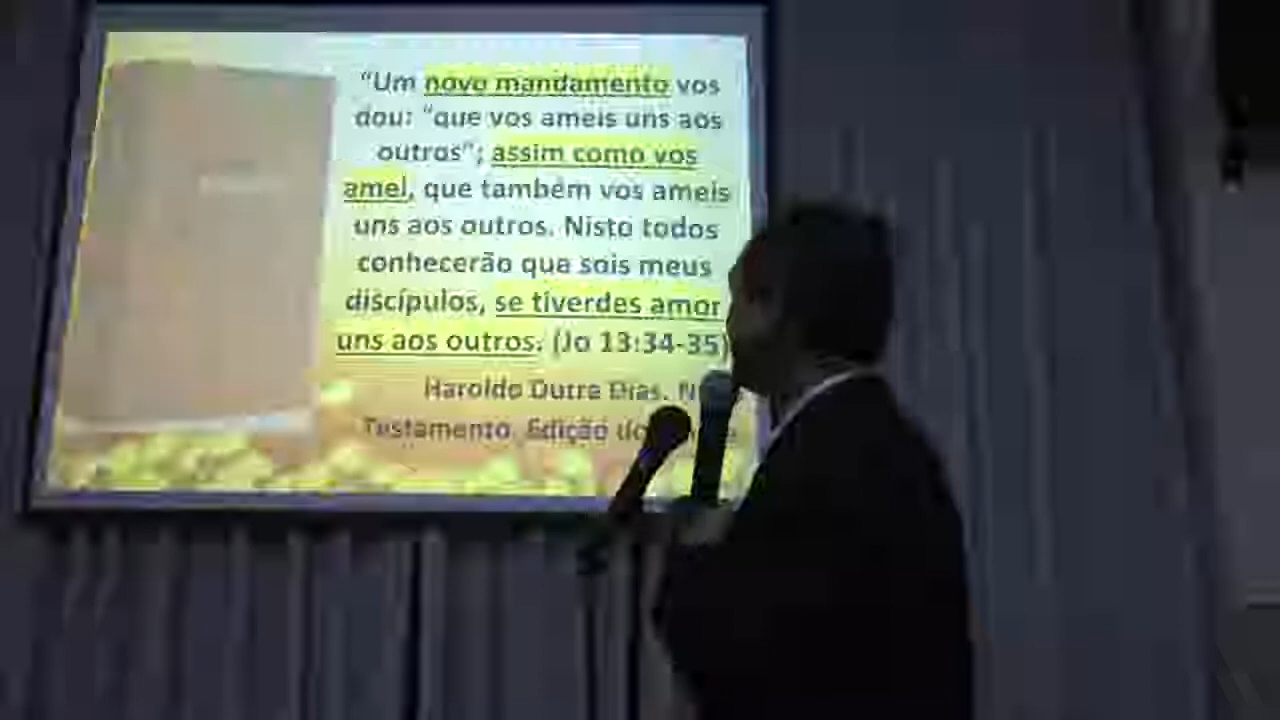 “Um novo mandamento vos
dou: “que vos ameis uns aos
outros”; assim como vos
amei, que também vos ameis
uns aos outros. Nisto todos
conhecerão que sois meus
discípulos, se tiverdes amor
uns aos outros. (Jo 13:34-35)
Haroldo Dutra Dias. N
Testamento. Edição do